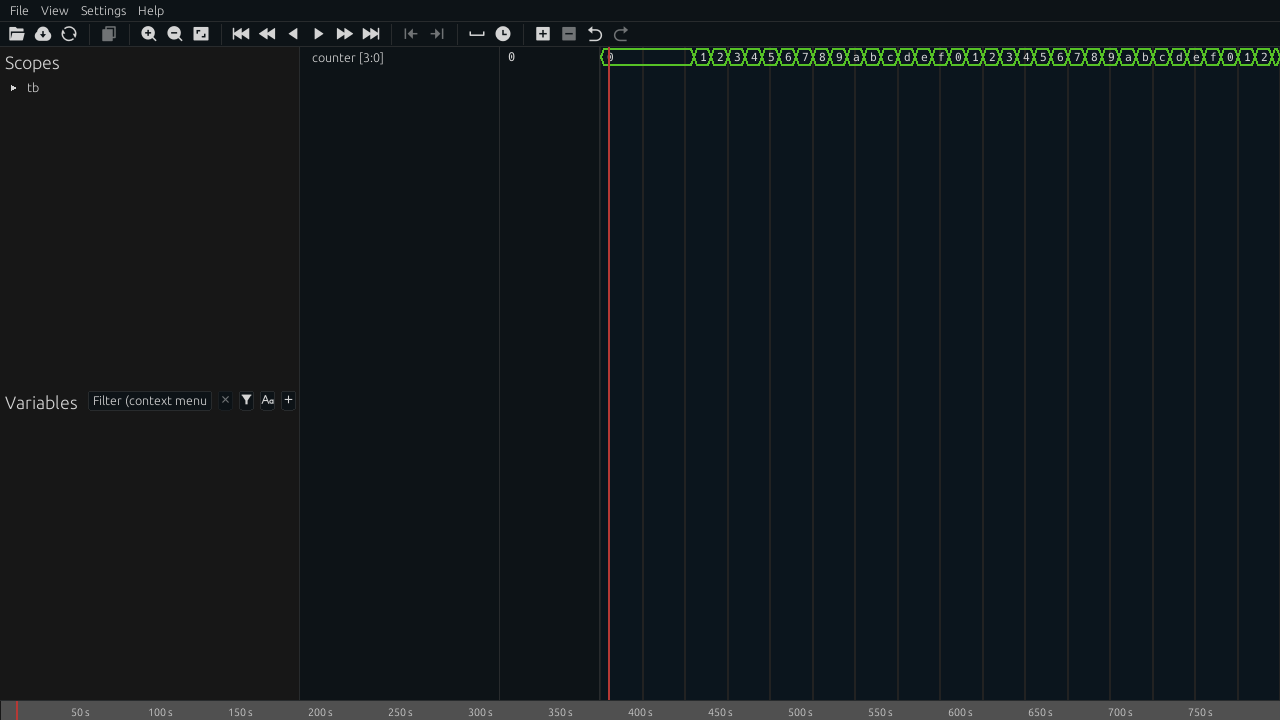 File View Settings Help
Scopes
tb
counter [3:0] 0 0 1 2 3 4 5 6 7 8 9 a b c d e f 0 1 2 3 4 5 6 7 8 9 a b c d e f 0 1 2
Variables Filter (context menu × Aa +
50 s 100 s 150 s 200 s 250 s 300 s 350 s 400 s 450 s 500 s 550 s 600 s 650 s 700 s 750 s